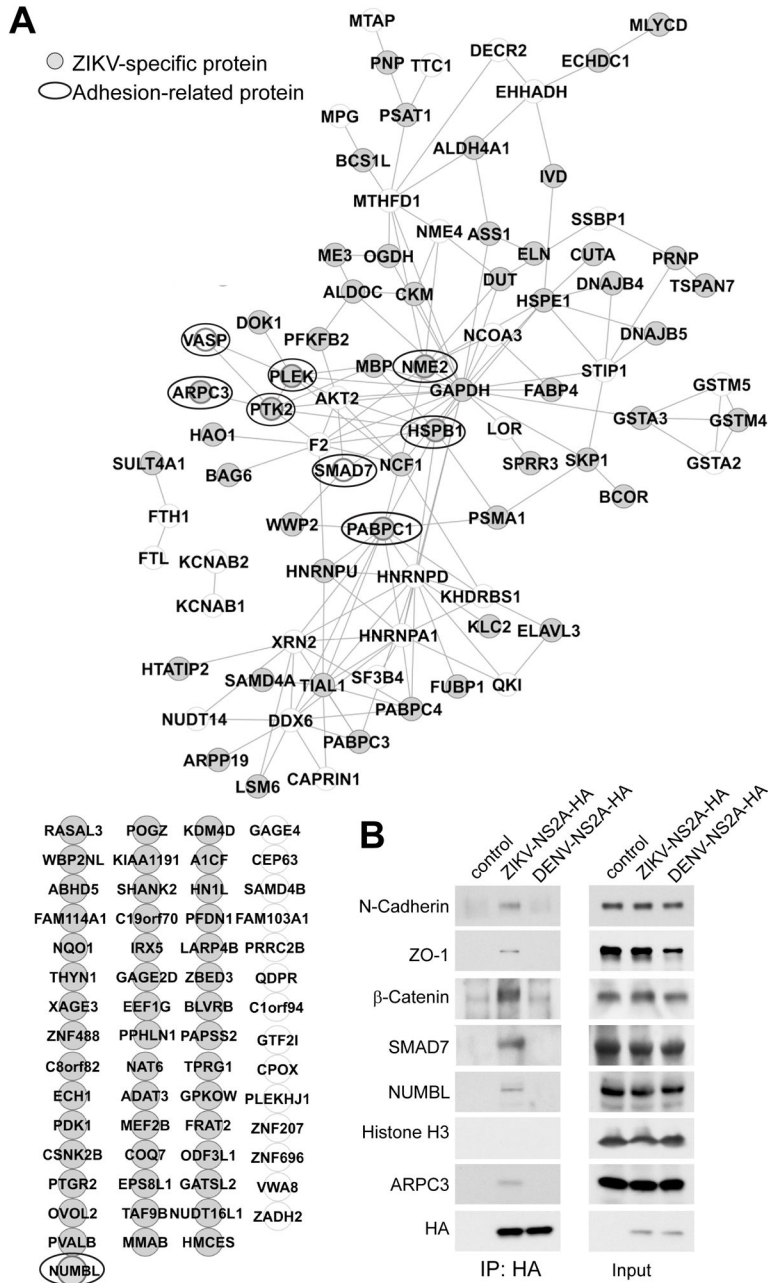 A
ZIKV-specific protein
Adhesion-related protein
MTAP
MLYCD
DECR2
PNP
TTC1
ECHDC1
EHHADH
MPG
PSAT1
BCS1L
ALDH4A1
IVD
MTHFD1
SSBP1
NME4
ASS1
ME3
OGDH
ELN
CUTA
PRNP
DUT
TSPAN7
ALDOC
CKM
HSPE1
DNAJB4
DOK1
VASP
PFKFB2
NCOA3
DNAJB5
PLEK
MBP
NME2
STIP1
ARPC3
PTK2
AKT2
GAPDH
FABP4
GSTM5
HAO1
F2
HSPB1
LOR
GSTA3
GSTM4
SULT4A1
BAG6
SMAD7
NCF1
SPRR3
SKP1
GSTA2
BCOR
FTH1
WWP2
PABPC1
PSMA1
FTL
KCNAB2
HNRNPU
HNRNPD
KHDRBS1
KCNAB1
XRN2
HNRNPA1
KLC2
ELAVL3
HTATIP2
SAMD4A
TIAL1
SF3B4
FUBP1
QKI
NUDT14
DDX6
PABPC4
PABPC3
ARPP19
LSM6
CAPRIN1
RASAL3 POGZ KDM4D GAGE4
WBP2NL KIAA1191 A1CF CEP63
ABHD5 SHANK2 HN1L SAMD4B
FAM114A1 C19orf70 PFDN1 FAM103A1
NQO1 IRX5 LARP4B PRRC2B
THYN1 GAGE2D ZBED3 QDPR
XAGE3 EEF1G BLVRB C1orf94
ZNF488 PPHLN1 PAPSS2 GTF2I
C8orf82 NAT6 TPRG1 CPOX
ECH1 ADAT3 GPKOW PLEKHJ1
PDK1 MEF2B FRAT2 ZNF207
CSNK2B COQ7 ODF3L1 ZNF696
PTGR2 EPS8L1 GATSL2 VWA8
OVOL2 TAF9B NUDT16L1 ZADH2
PVALB MMAB HMCES
NUMBL
B
control ZIKV-NS2A-HA DENV-NS2A-HA control ZIKV-NS2A-HA DENV-NS2A-HA
N-Cadherin
ZO-1
β-Catenin
SMAD7
NUMBL
Histone H3
ARPC3
HA
IP: HA Input